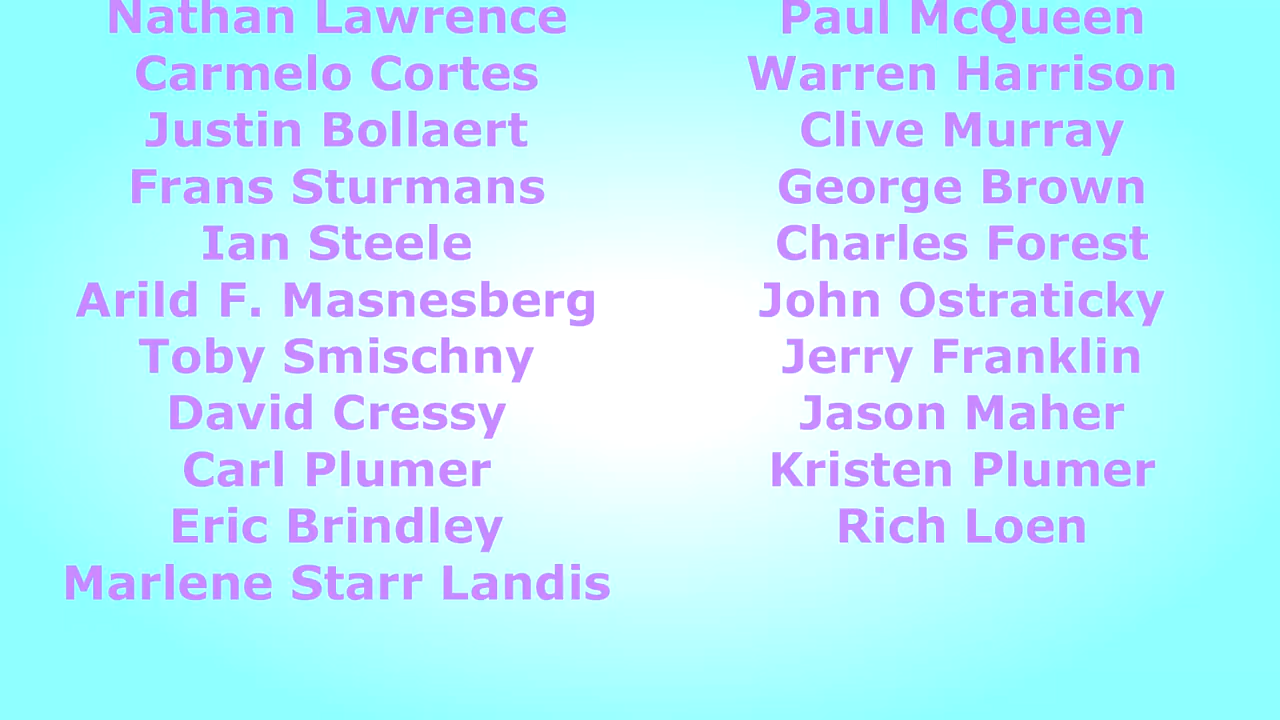 Nathan Lawrence
Carmelo Cortes
Justin Bollaert
Frans Sturmans
Ian Steele
Arild F. Masnesberg
Toby Smischny
David Cressy
Carl Plumer
Eric Brindley
Marlene Starr Landis
Paul McQueen
Warren Harrison
Clive Murray
George Brown
Charles Forest
John Ostraticky
Jerry Franklin
Jason Maher
Kristen Plumer
Rich Loen